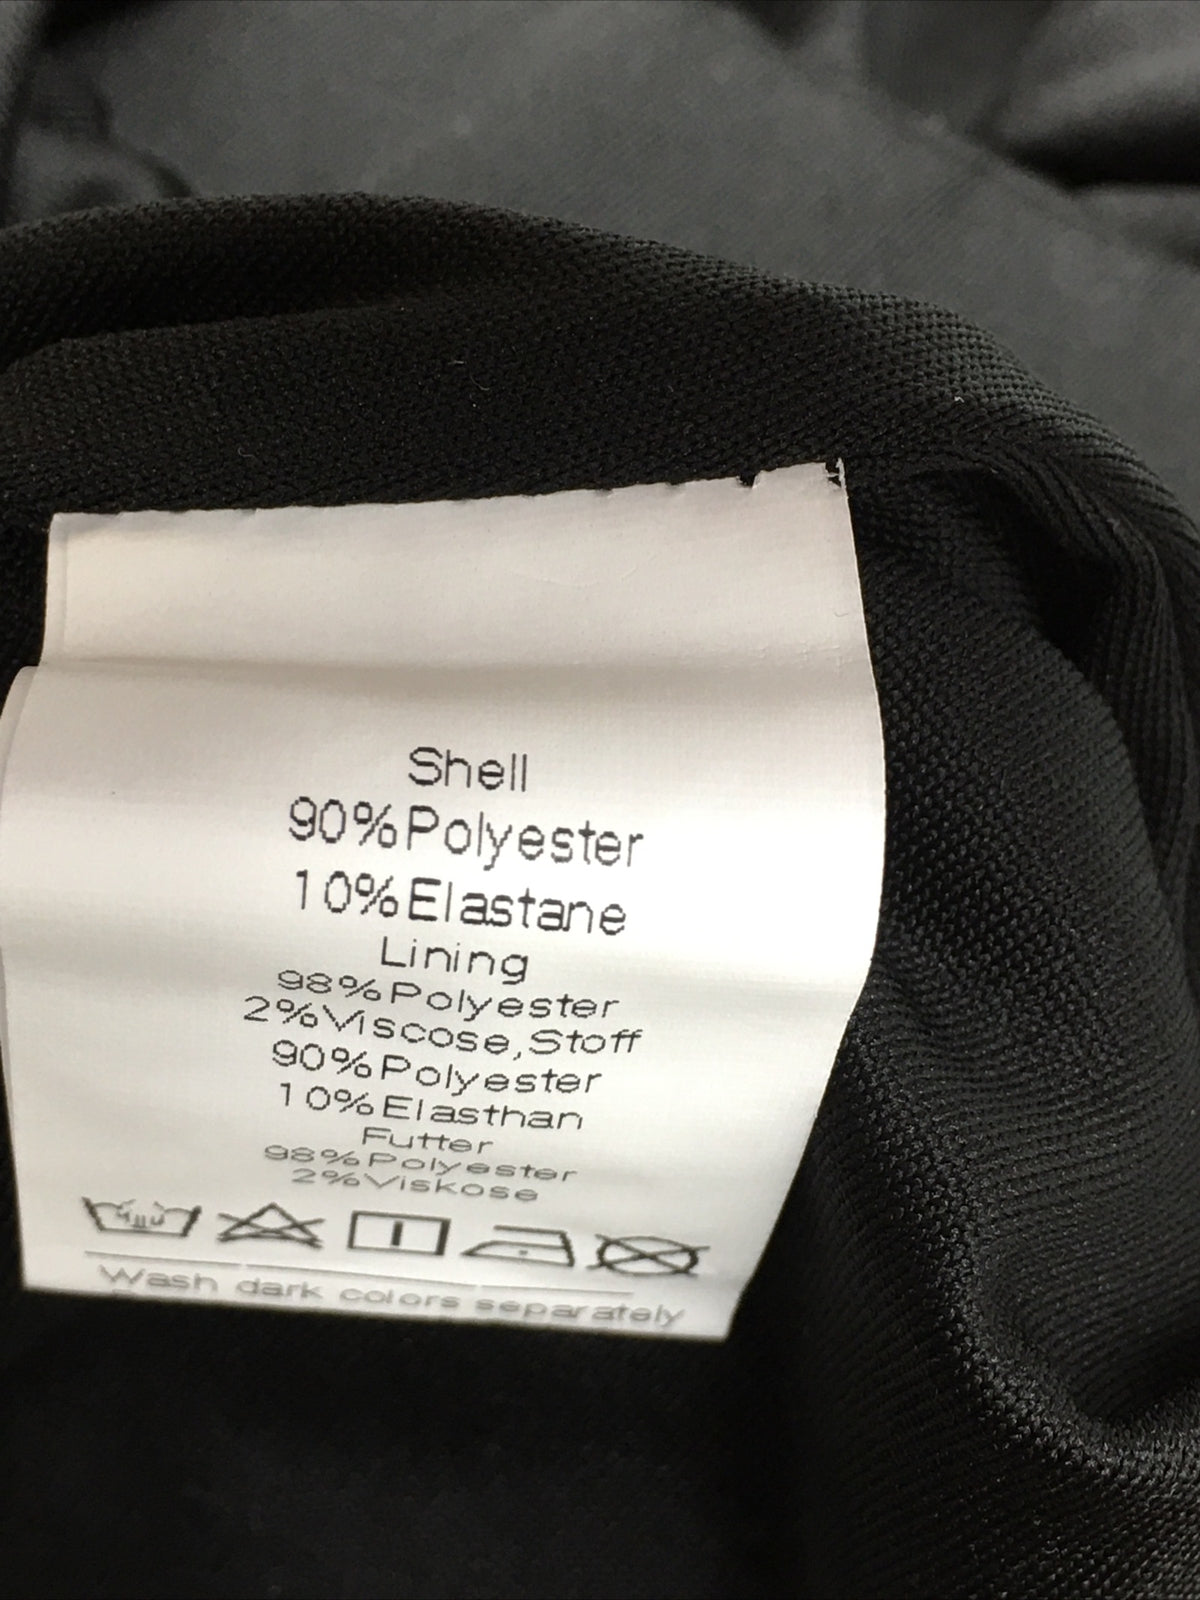 Shell
90%Polyester
10%Elastane
Lining
98%Polyester
2%Viscose,Stoff
90%Polyester
10%Elasthan
Futter
98%Polyester
2%Viskose
Wash dark colors separately